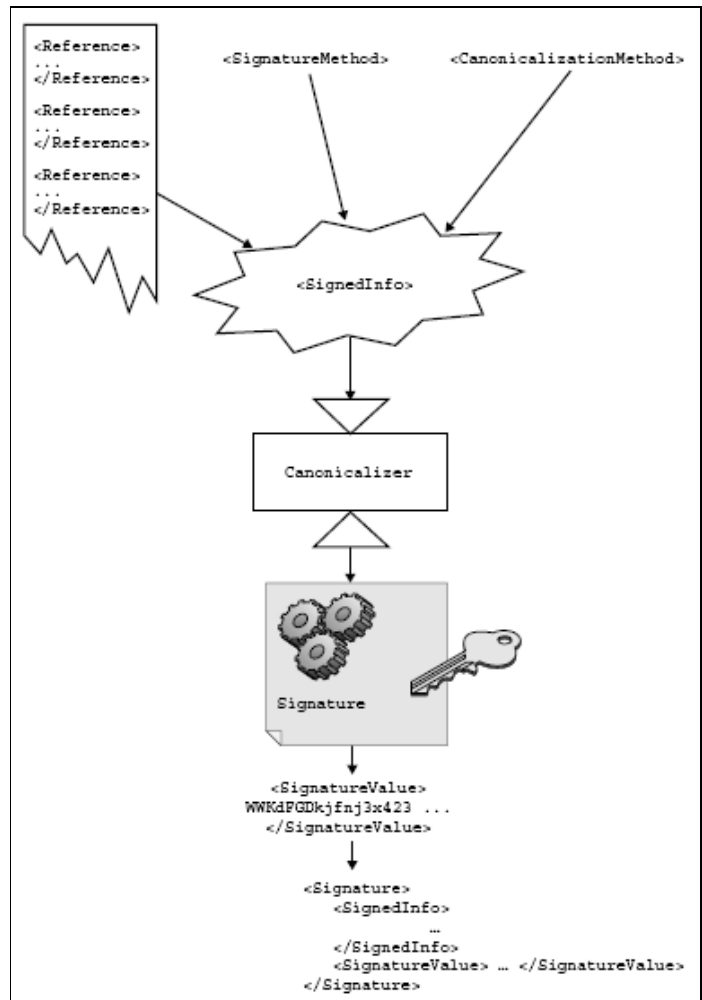 <Reference>
...
</Reference>
<Reference>
...
</Reference>
<Reference>
...
</Reference>
<SignatureMethod>
<CanonicalizationMethod>
<SignedInfo>
Canonicalizer
Signature
<SignatureValue>
WWKdFGDkjfnj3x423 ...
</SignatureValue>
<Signature>
<SignedInfo>
…
</SignedInfo>
<SignatureValue> … </SignatureValue>
</Signature>